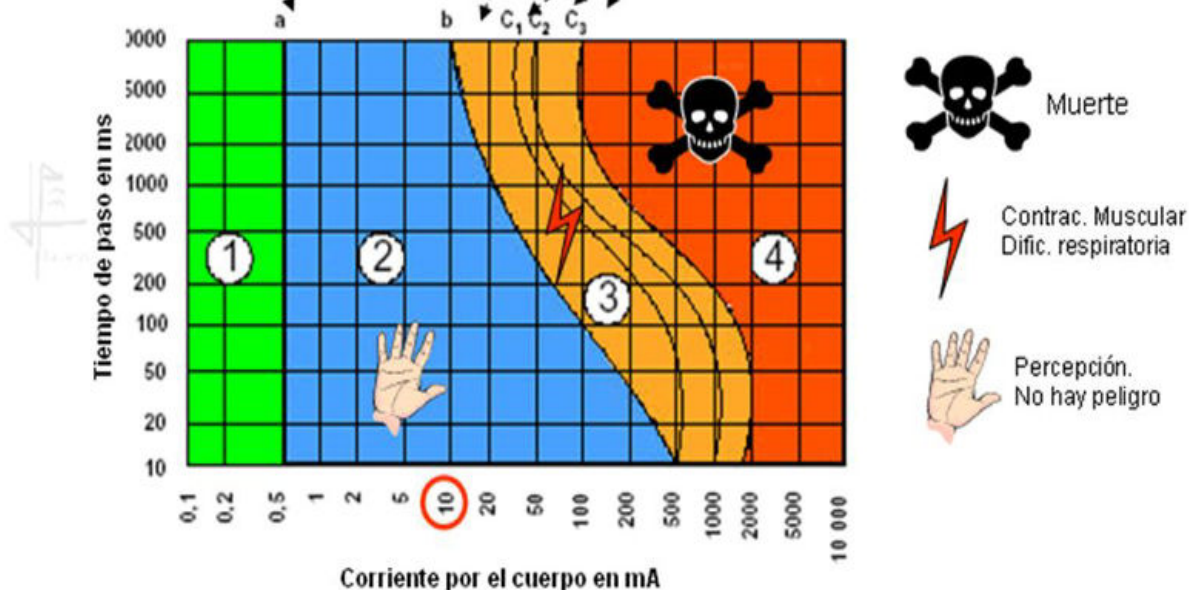 a b C1 C2 C3
0000
5000
2000
1000
500
200
100
50
20
10
Tiempo de paso en ms
1
2
3
4
0,1 0,2 0,5 1 2 5 10 20 50 100 200 500 1000 2000 5000 10 000
Corriente por el cuerpo en mA
Muerte
Contrac. Muscular
Dific. respiratoria
Percepción.
No hay peligro